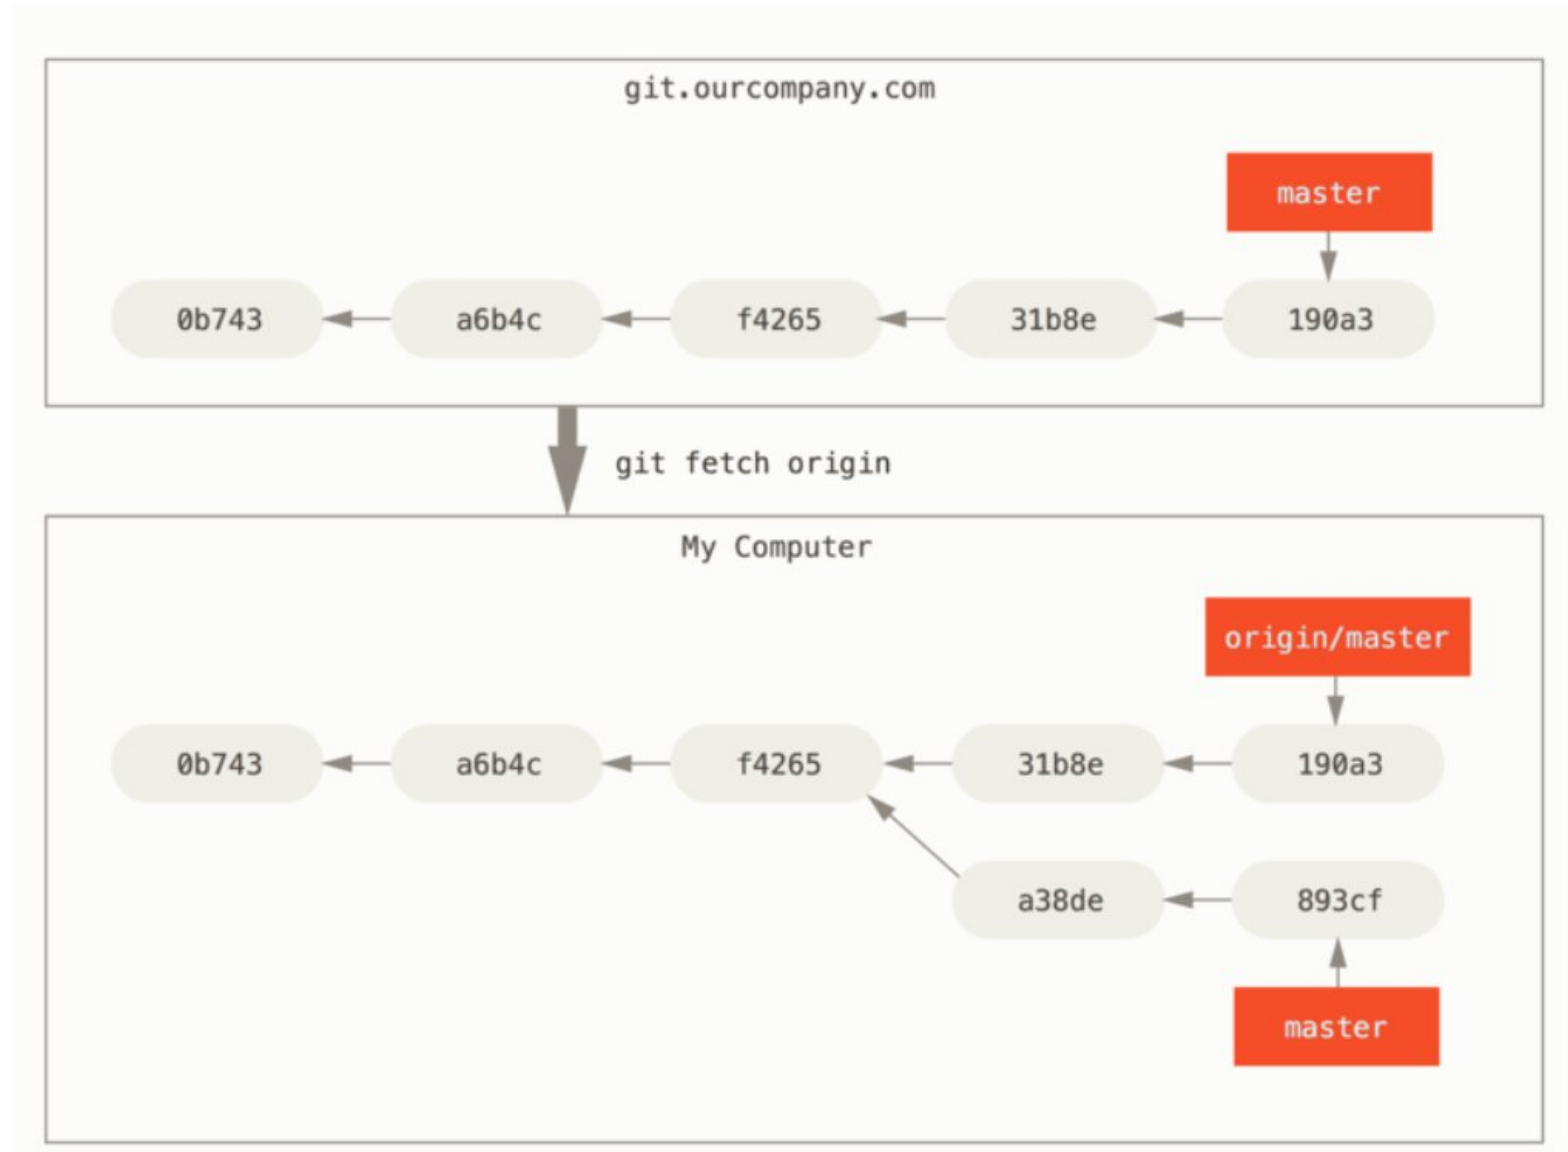 git.ourcompany.com
master
0b743 a6b4c f4265 31b8e 190a3
git fetch origin
My Computer
origin/master
0b743 a6b4c f4265 31b8e 190a3
a38de 893cf
master